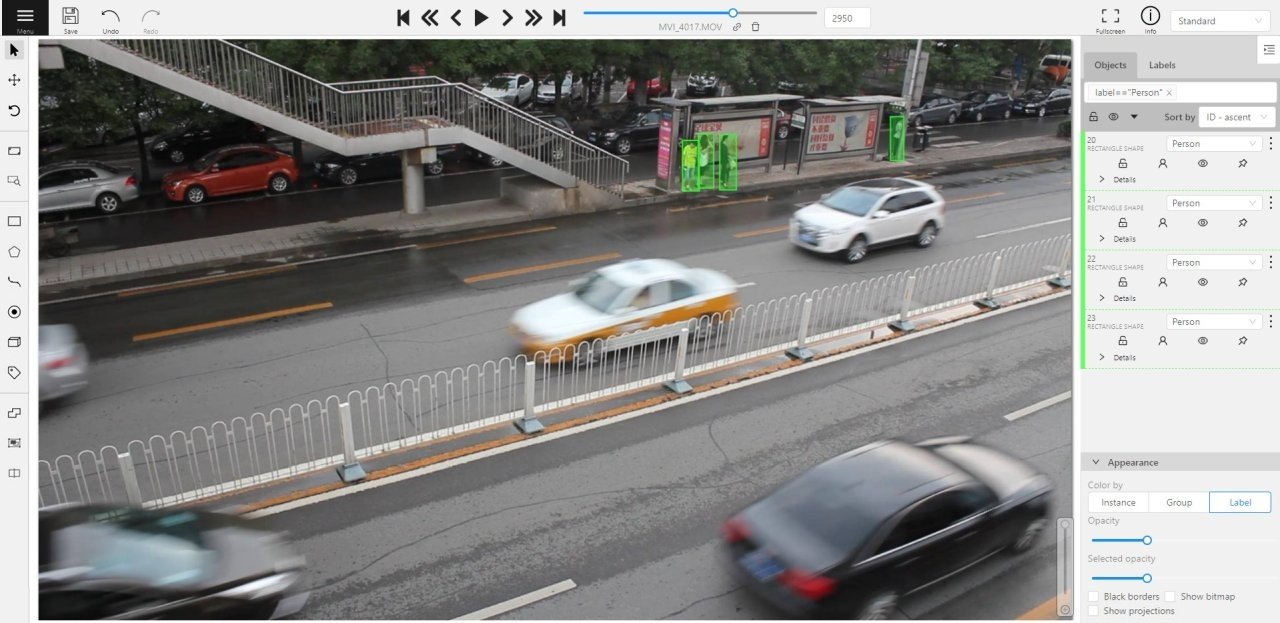 Menu
Save
Undo
Redo
MVI_4017.MOV
2950
Fullscreen
Info
Standard
Objects
Labels
label=="Person"
Sort by
ID - ascent
20
RECTANGLE SHAPE
Person
Details
21
RECTANGLE SHAPE
Person
Details
22
RECTANGLE SHAPE
Person
Details
23
RECTANGLE SHAPE
Person
Details
Appearance
Color by
Instance
Group
Label
Opacity
Selected opacity
Black borders
Show bitmap
Show projections